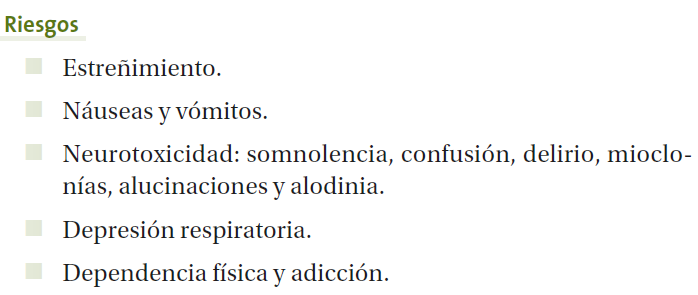 Riesgos
Estreñimiento.
Náuseas y vómitos.
Neurotoxicidad: somnolencia, confusión, delirio, mioclo-
nías, alucinaciones y alodinia.
Depresión respiratoria.
Dependencia física y adicción.